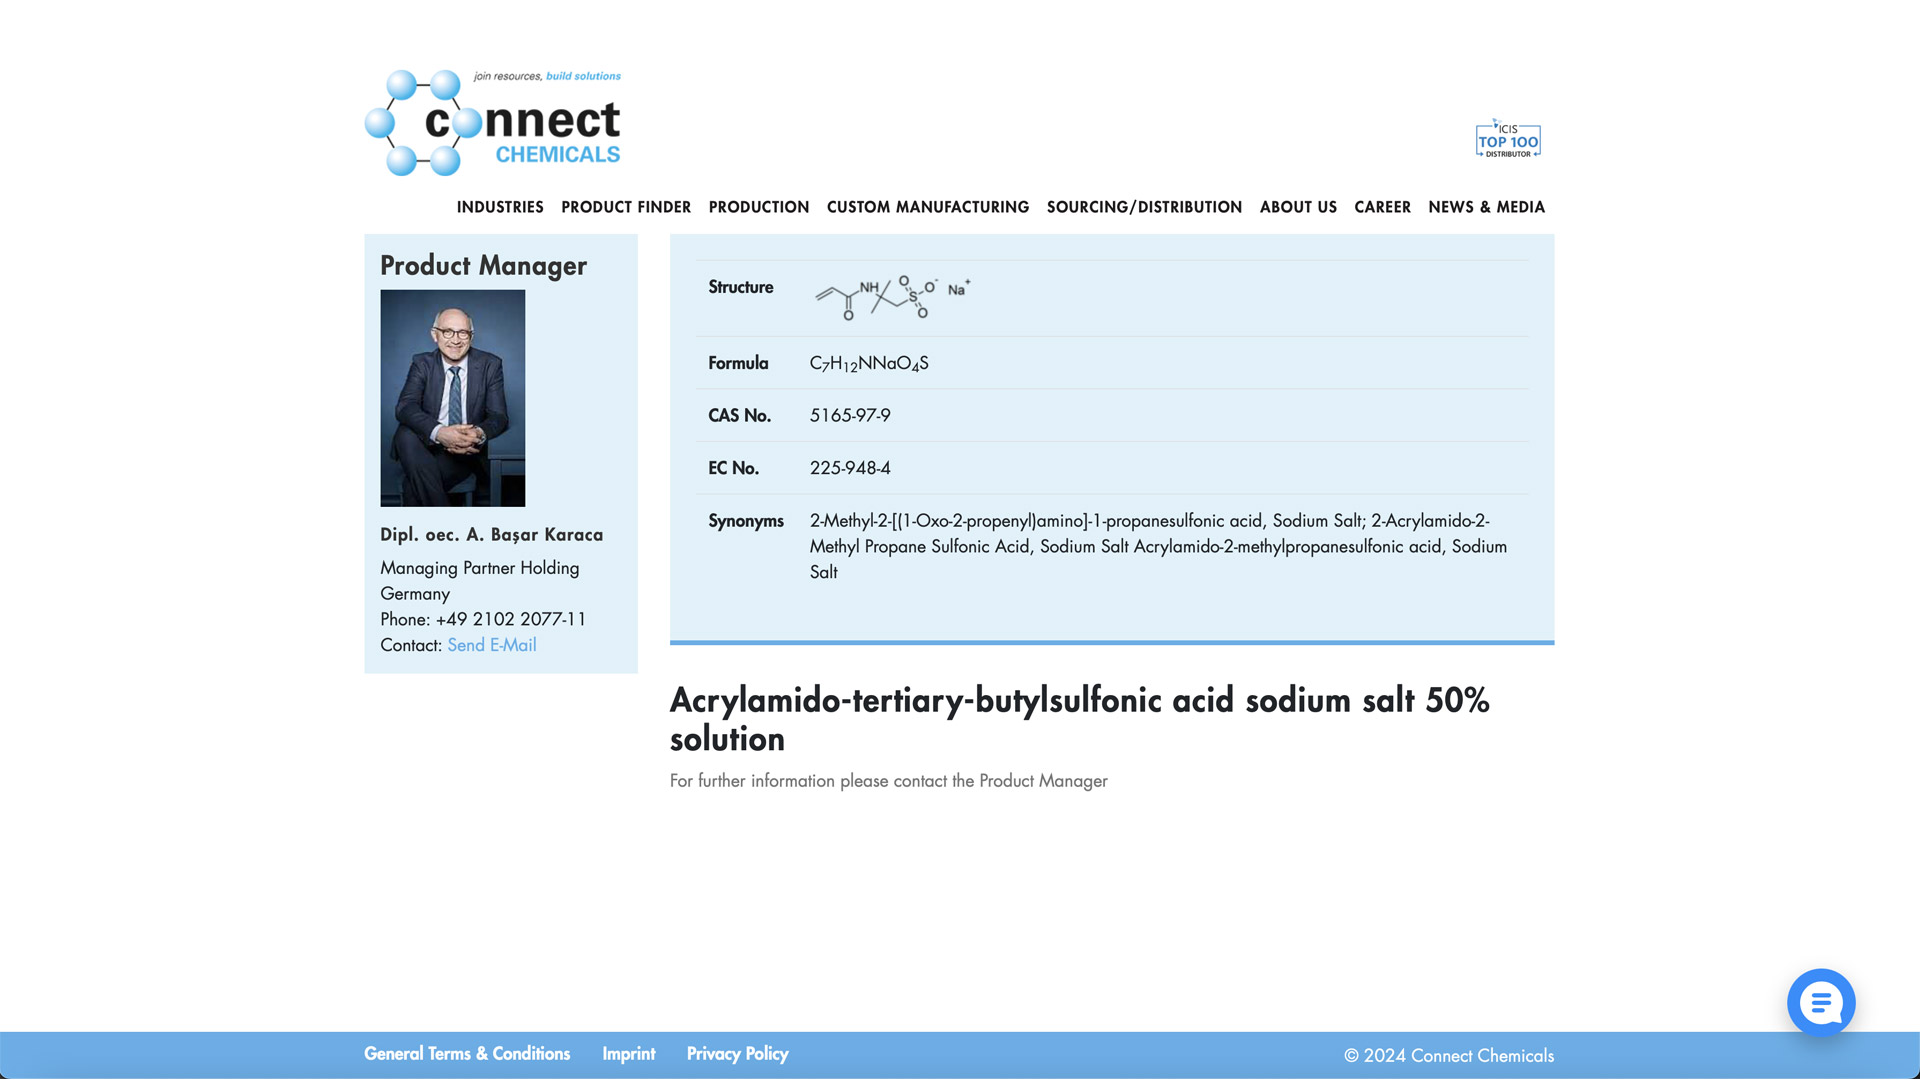 join resources, build solutions
connect
CHEMICALS
ICIS
TOP 100
DISTRIBUTOR
INDUSTRIES PRODUCT FINDER PRODUCTION CUSTOM MANUFACTURING SOURCING/DISTRIBUTION ABOUT US CAREER NEWS & MEDIA
Product Manager
Dipl. oec. A. Başar Karaca
Managing Partner Holding
Germany
Phone: +49 2102 2077-11
Contact: Send E-Mail
Structure
NH O O⁻ Na⁺
S
O O
Formula C₇H₁₂NNaO₄S
CAS No. 5165-97-9
EC No. 225-948-4
Synonyms 2-Methyl-2-[(1-Oxo-2-propenyl)amino]-1-propanesulfonic acid, Sodium Salt; 2-Acrylamido-2-
Methyl Propane Sulfonic Acid, Sodium Salt Acrylamido-2-methylpropanesulfonic acid, Sodium
Salt
Acrylamido-tertiary-butylsulfonic acid sodium salt 50%
solution
For further information please contact the Product Manager
General Terms & Conditions Imprint Privacy Policy © 2024 Connect Chemicals